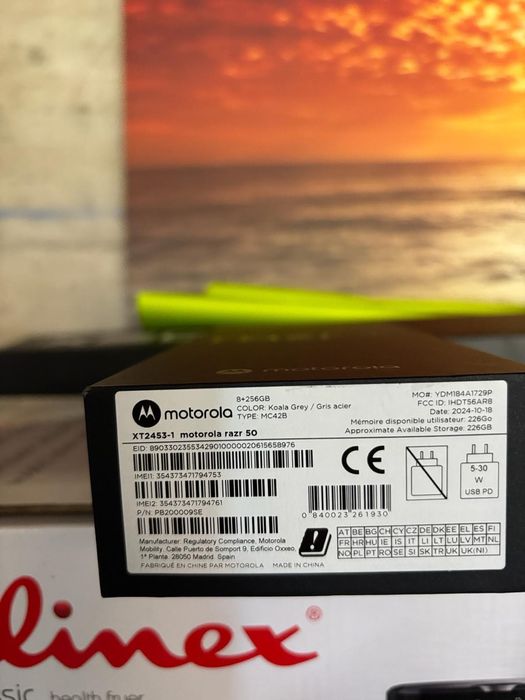 motorola
motorola
8+256GB
COLOR: Koala Grey / Gris acier
TYPE: MC42B
MO#: YDM184A1729P
FCC ID: IHDT56AR8
Date: 2024-10-18
Mémoire disponible utilisateur: 226Go
Approximate Available Storage: 226GB
XT2453-1 motorola razr 50
EID: 89033023553429010000020615658976
IMEI1: 354373471794753
IMEI2: 354373471794761
P/N: PB200009SE
CE
0 840023 261930
5-30
W
USB PD
AT BE BG CH CY CZ DE DK EE EL ES FI
FR HR HU IE IS IT LI LT LU LV MT NL
NO PL PT RO SE SI SK TR UK UK(NI)
Manufacturer: Regulatory Compliance, Motorola
Mobility, Calle Puerto de Somport 9, Edificio Oxxeo,
1ª Planta. 28050 Madrid. Spain
FABRIQUÉ EN CHINE PAR MOTOROLA MADE IN CHINA
linex®
sic health fryer